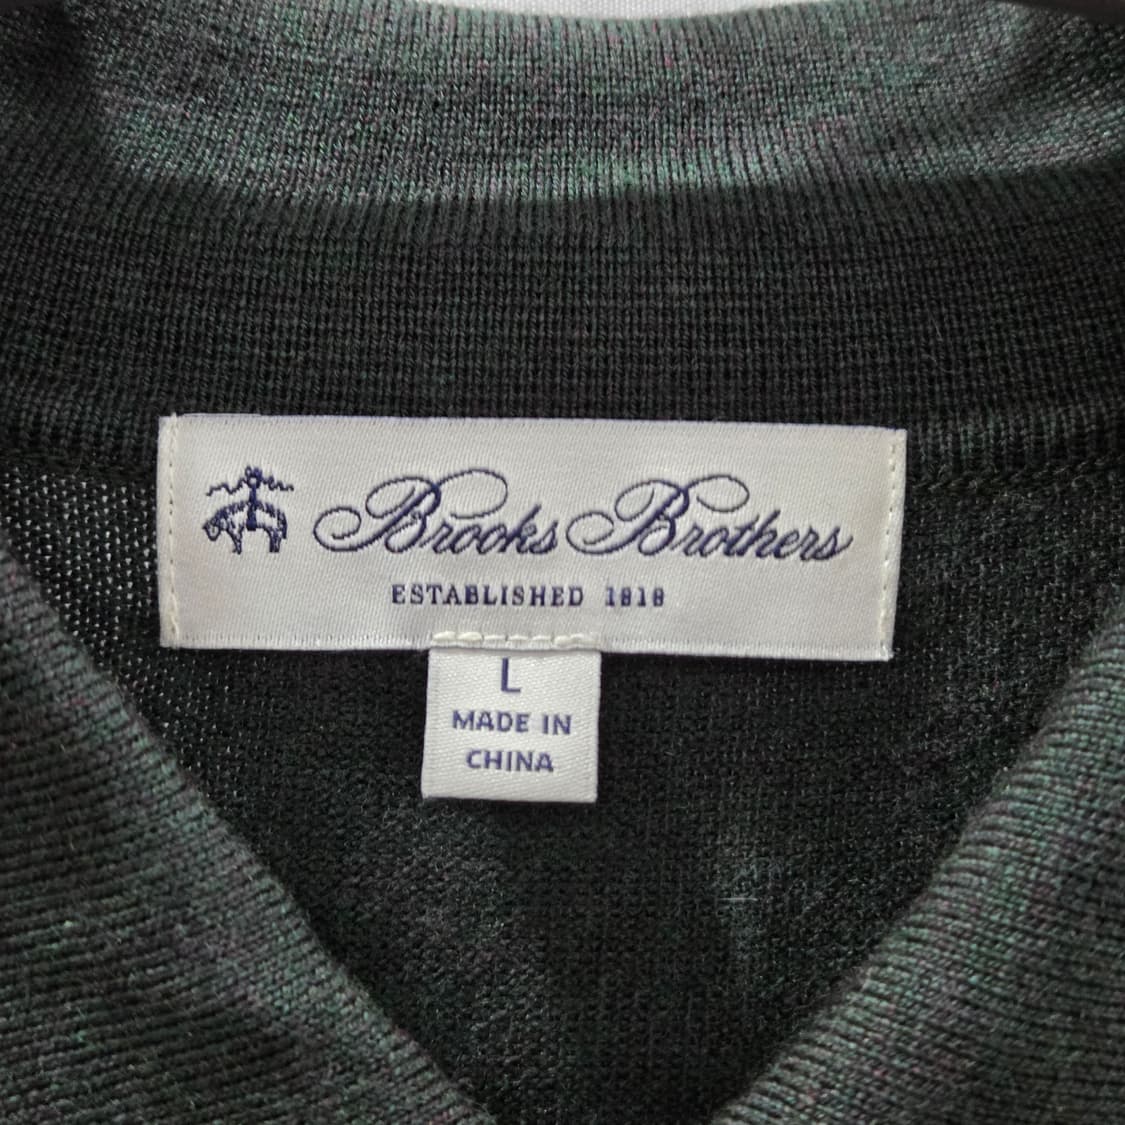 Brooks Brothers
ESTABLISHED 1818
L
MADE IN
CHINA